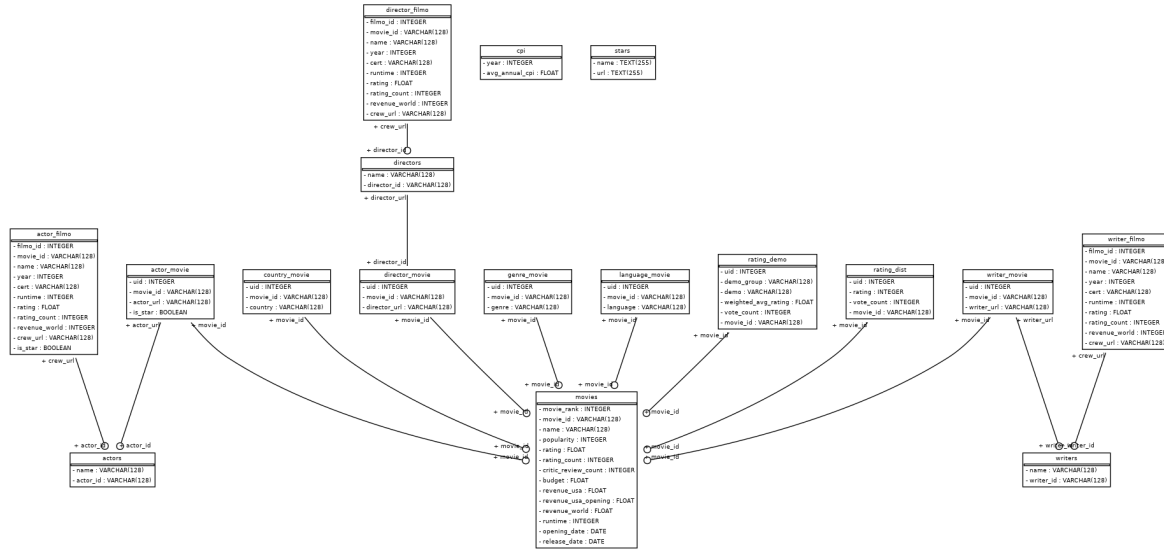 director_filmo
- filmo_id : INTEGER
- movie_id : VARCHAR(128)
- name : VARCHAR(128)
- year : INTEGER
- cert : VARCHAR(128)
- runtime : INTEGER
- rating : FLOAT
- rating_count : INTEGER
- revenue_world : INTEGER
- crew_url : VARCHAR(128)
cpi
- year : INTEGER
- avg_annual_cpi : FLOAT
stars
- name : TEXT(255)
- url : TEXT(255)
+ crew_url
+ director_id
directors
- name : VARCHAR(128)
- director_id : VARCHAR(128)
+ director_url
+ director_id
actor_filmo
- filmo_id : INTEGER
- movie_id : VARCHAR(128)
- name : VARCHAR(128)
- year : INTEGER
- cert : VARCHAR(128)
- runtime : INTEGER
- rating : FLOAT
- rating_count : INTEGER
- revenue_world : INTEGER
- crew_url : VARCHAR(128)
- is_star : BOOLEAN
+ crew_url
actor_movie
- uid : INTEGER
- movie_id : VARCHAR(128)
- actor_url : VARCHAR(128)
- is_star : BOOLEAN
+ actor_url
+ movie_id
country_movie
- uid : INTEGER
- movie_id : VARCHAR(128)
- country : VARCHAR(128)
+ movie_id
director_movie
- uid : INTEGER
- movie_id : VARCHAR(128)
- director_url : VARCHAR(128)
+ movie_id
genre_movie
- uid : INTEGER
- movie_id : VARCHAR(128)
- genre : VARCHAR(128)
+ movie_id
language_movie
- uid : INTEGER
- movie_id : VARCHAR(128)
- language : VARCHAR(128)
+ movie_id
rating_demo
- uid : INTEGER
- demo_group : VARCHAR(128)
- demo : VARCHAR(128)
- weighted_avg_rating : FLOAT
- vote_count : INTEGER
- movie_id : VARCHAR(128)
+ movie_id
rating_dist
- uid : INTEGER
- rating : INTEGER
- vote_count : INTEGER
- movie_id : VARCHAR(128)
+ movie_id
writer_movie
- uid : INTEGER
- movie_id : VARCHAR(128)
- writer_url : VARCHAR(128)
+ movie_id
+ writer_url
writer_filmo
- filmo_id : INTEGER
- movie_id : VARCHAR(128)
- name : VARCHAR(128)
- year : INTEGER
- cert : VARCHAR(128)
- runtime : INTEGER
- rating : FLOAT
- rating_count : INTEGER
- revenue_world : INTEGER
- crew_url : VARCHAR(128)
+ crew_url
+ movie_id
+ movie_id
+ movie_id
+ movie_id
+ movie_id
+ movie_id
+ movie_id
+ movie_id
movies
- movie_rank : INTEGER
- movie_id : VARCHAR(128)
- name : VARCHAR(128)
- popularity : INTEGER
- rating : FLOAT
- rating_count : INTEGER
- critic_review_count : INTEGER
- budget : FLOAT
- revenue_usa : FLOAT
- revenue_usa_opening : FLOAT
- revenue_world : FLOAT
- runtime : INTEGER
- opening_date : DATE
- release_date : DATE
+ actor_id
+ actor_id
actors
- name : VARCHAR(128)
- actor_id : VARCHAR(128)
writer_id
writers
- name : VARCHAR(128)
- writer_id : VARCHAR(128)